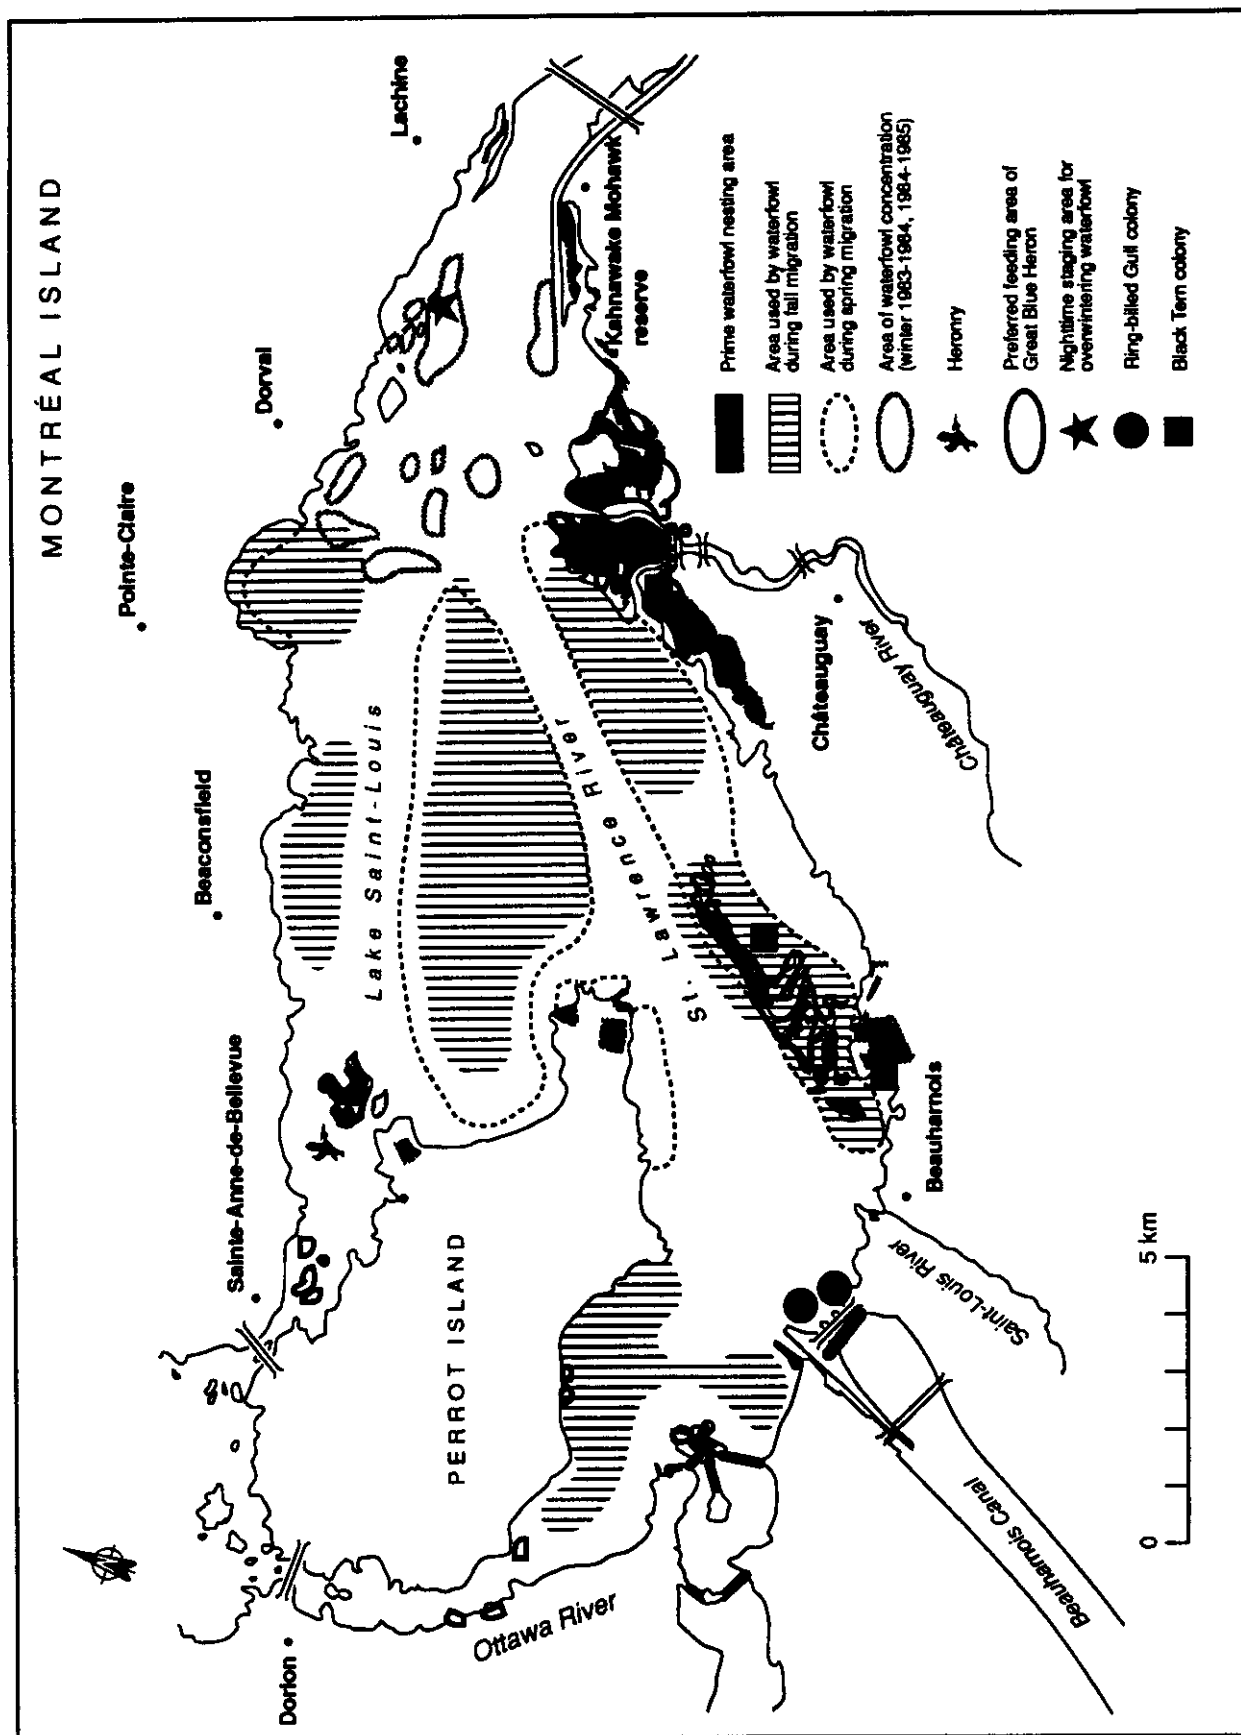 MONTRÉAL ISLAND
Lachine
Dorval
Pointe-Claire
Beaconsfield
Sainte-Anne-de-Bellevue
Dorion
Lake Saint-Louis
St. Lawrence River
PERROT ISLAND
Ottawa River
Kahnawake Mohawk
reserve
Châteauguay
Châteauguay River
Beauharnois
Saint-Louis River
Beauharnois Canal
0
5 km
Prime waterfowl nesting area
Area used by waterfowl
during fall migration
Area used by waterfowl
during spring migration
Area of waterfowl concentration
(winter 1983-1984, 1984-1985)
Heronry
Preferred feeding area of
Great Blue Heron
Nighttime staging area for
overwintering waterfowl
Ring-billed Gull colony
Black Tern colony